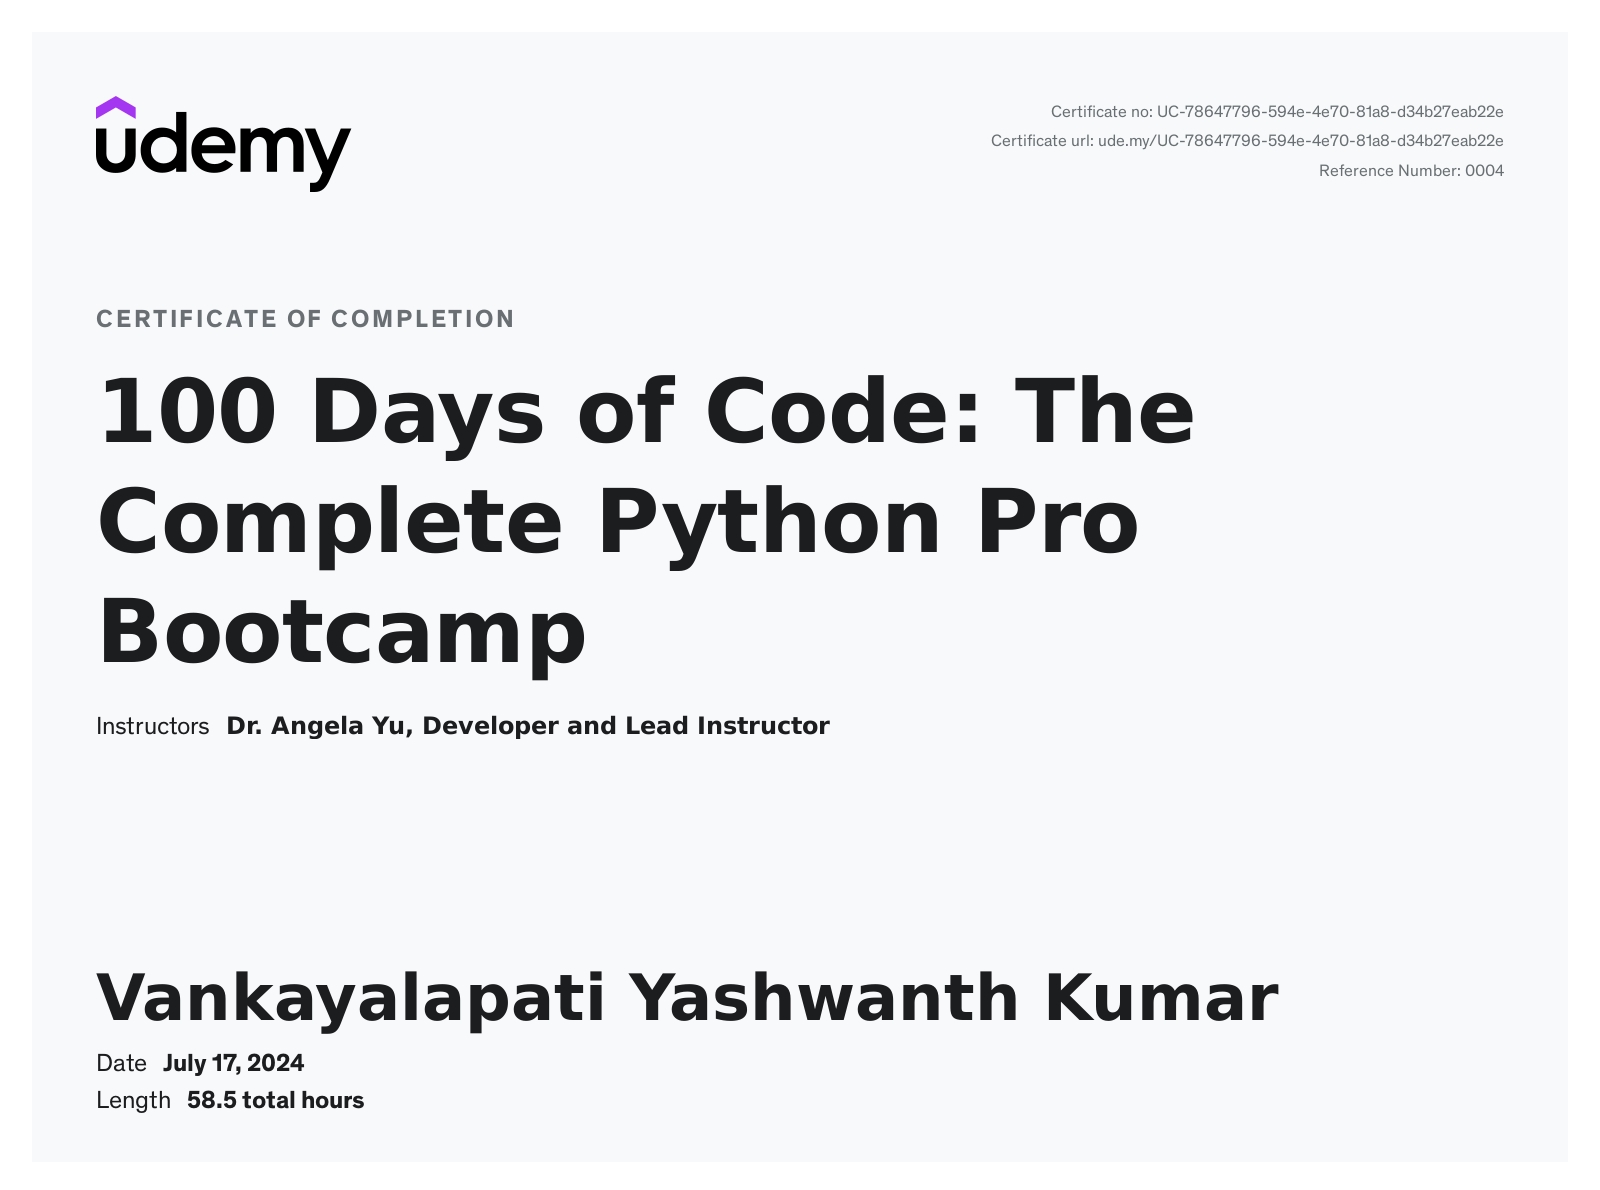 udemy
Certificate no: UC-78647796-594e-4e70-81a8-d34b27eab22e
Certificate url: ude.my/UC-78647796-594e-4e70-81a8-d34b27eab22e
Reference Number: 0004
CERTIFICATE OF COMPLETION
100 Days of Code: The
Complete Python Pro
Bootcamp
Instructors Dr. Angela Yu, Developer and Lead Instructor
Vankayalapati Yashwanth Kumar
Date July 17, 2024
Length 58.5 total hours